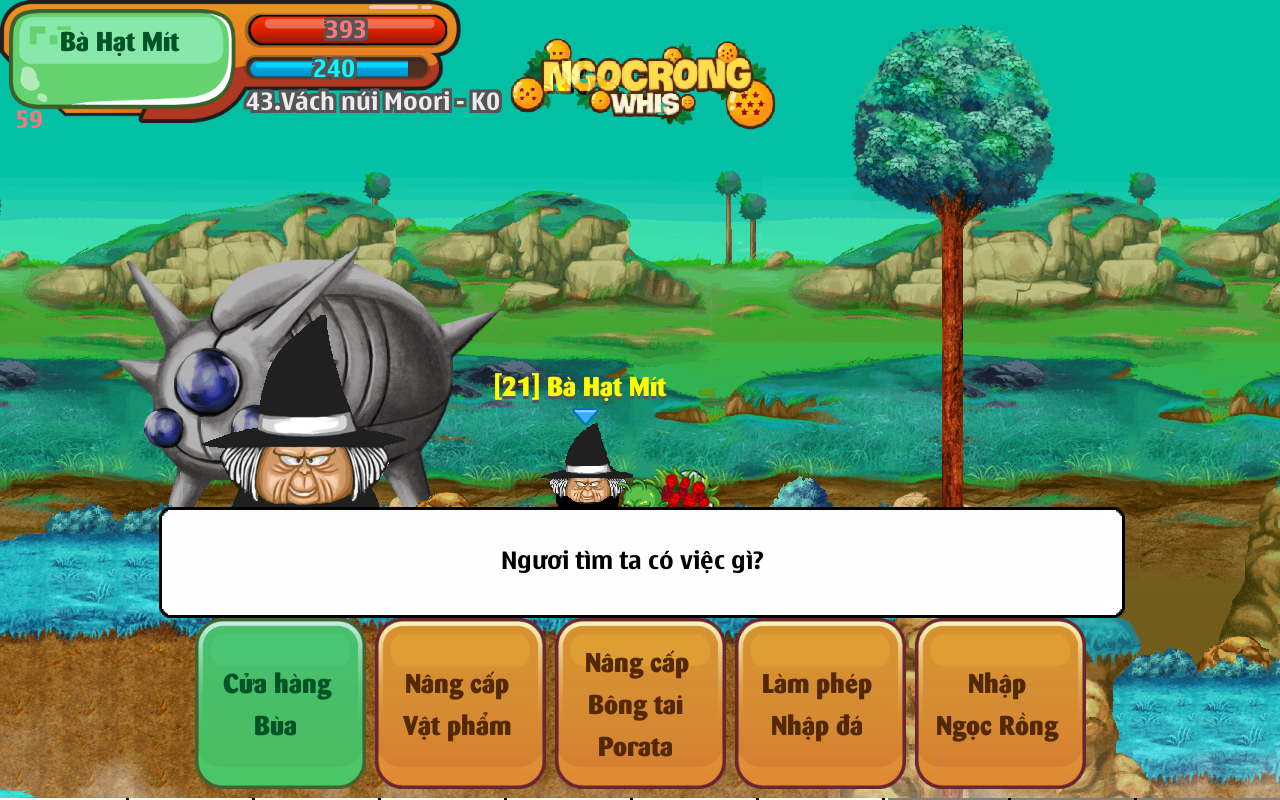 Bà Hạt Mít
393
240
43.Vách núi Moori - K0
59
NGOCRONG
WHIS
[21] Bà Hạt Mít
Ngươi tìm ta có việc gì?
Cửa hàng
Bùa
Nâng cấp
Vật phẩm
Nâng cấp
Bông tai
Porata
Làm phép
Nhập đá
Nhập
Ngọc Rồng